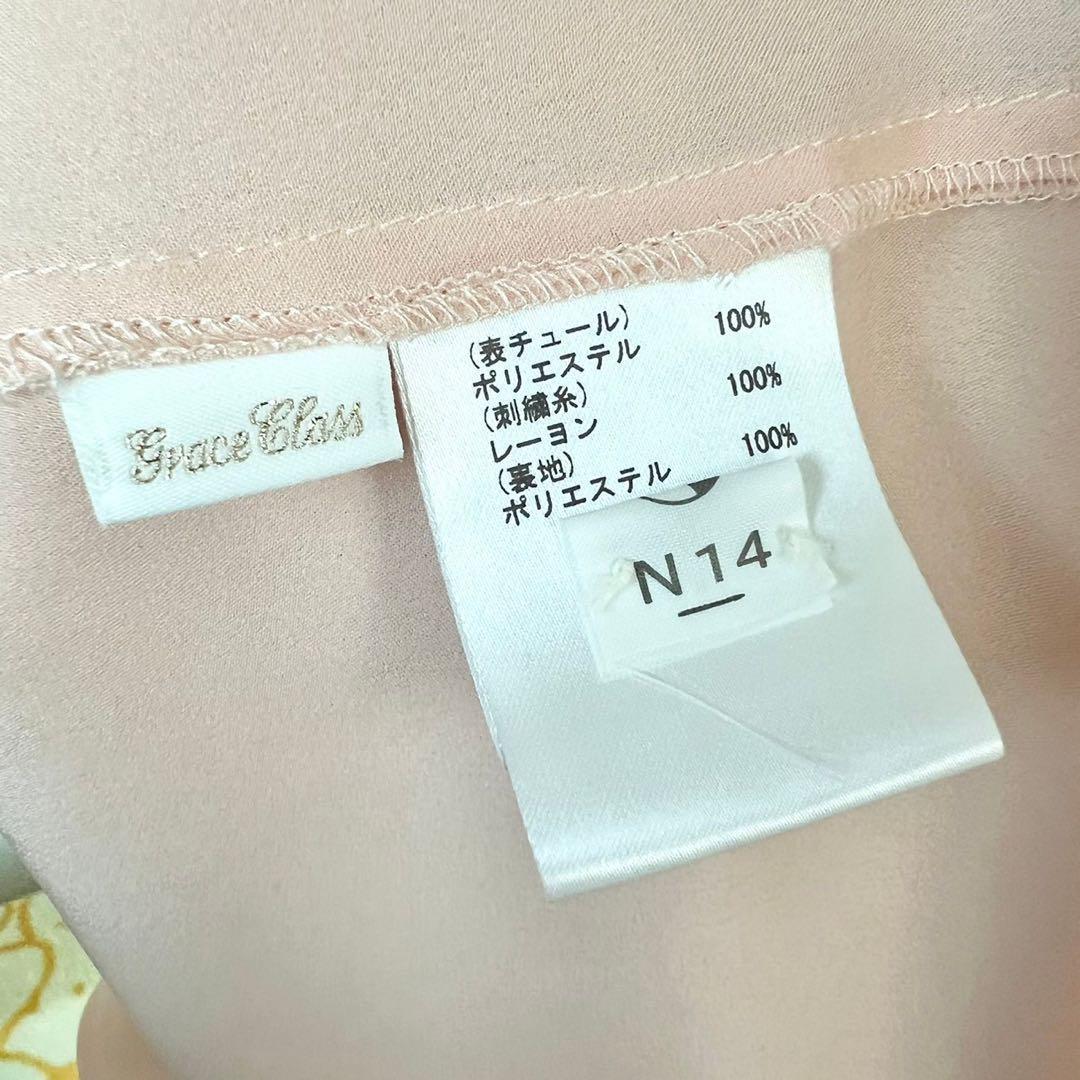 Grace Class
(表チュール)
ポリエステル 100%
(刺繍糸)
レーヨン 100%
(裏地)
ポリエステル 100%
N 14